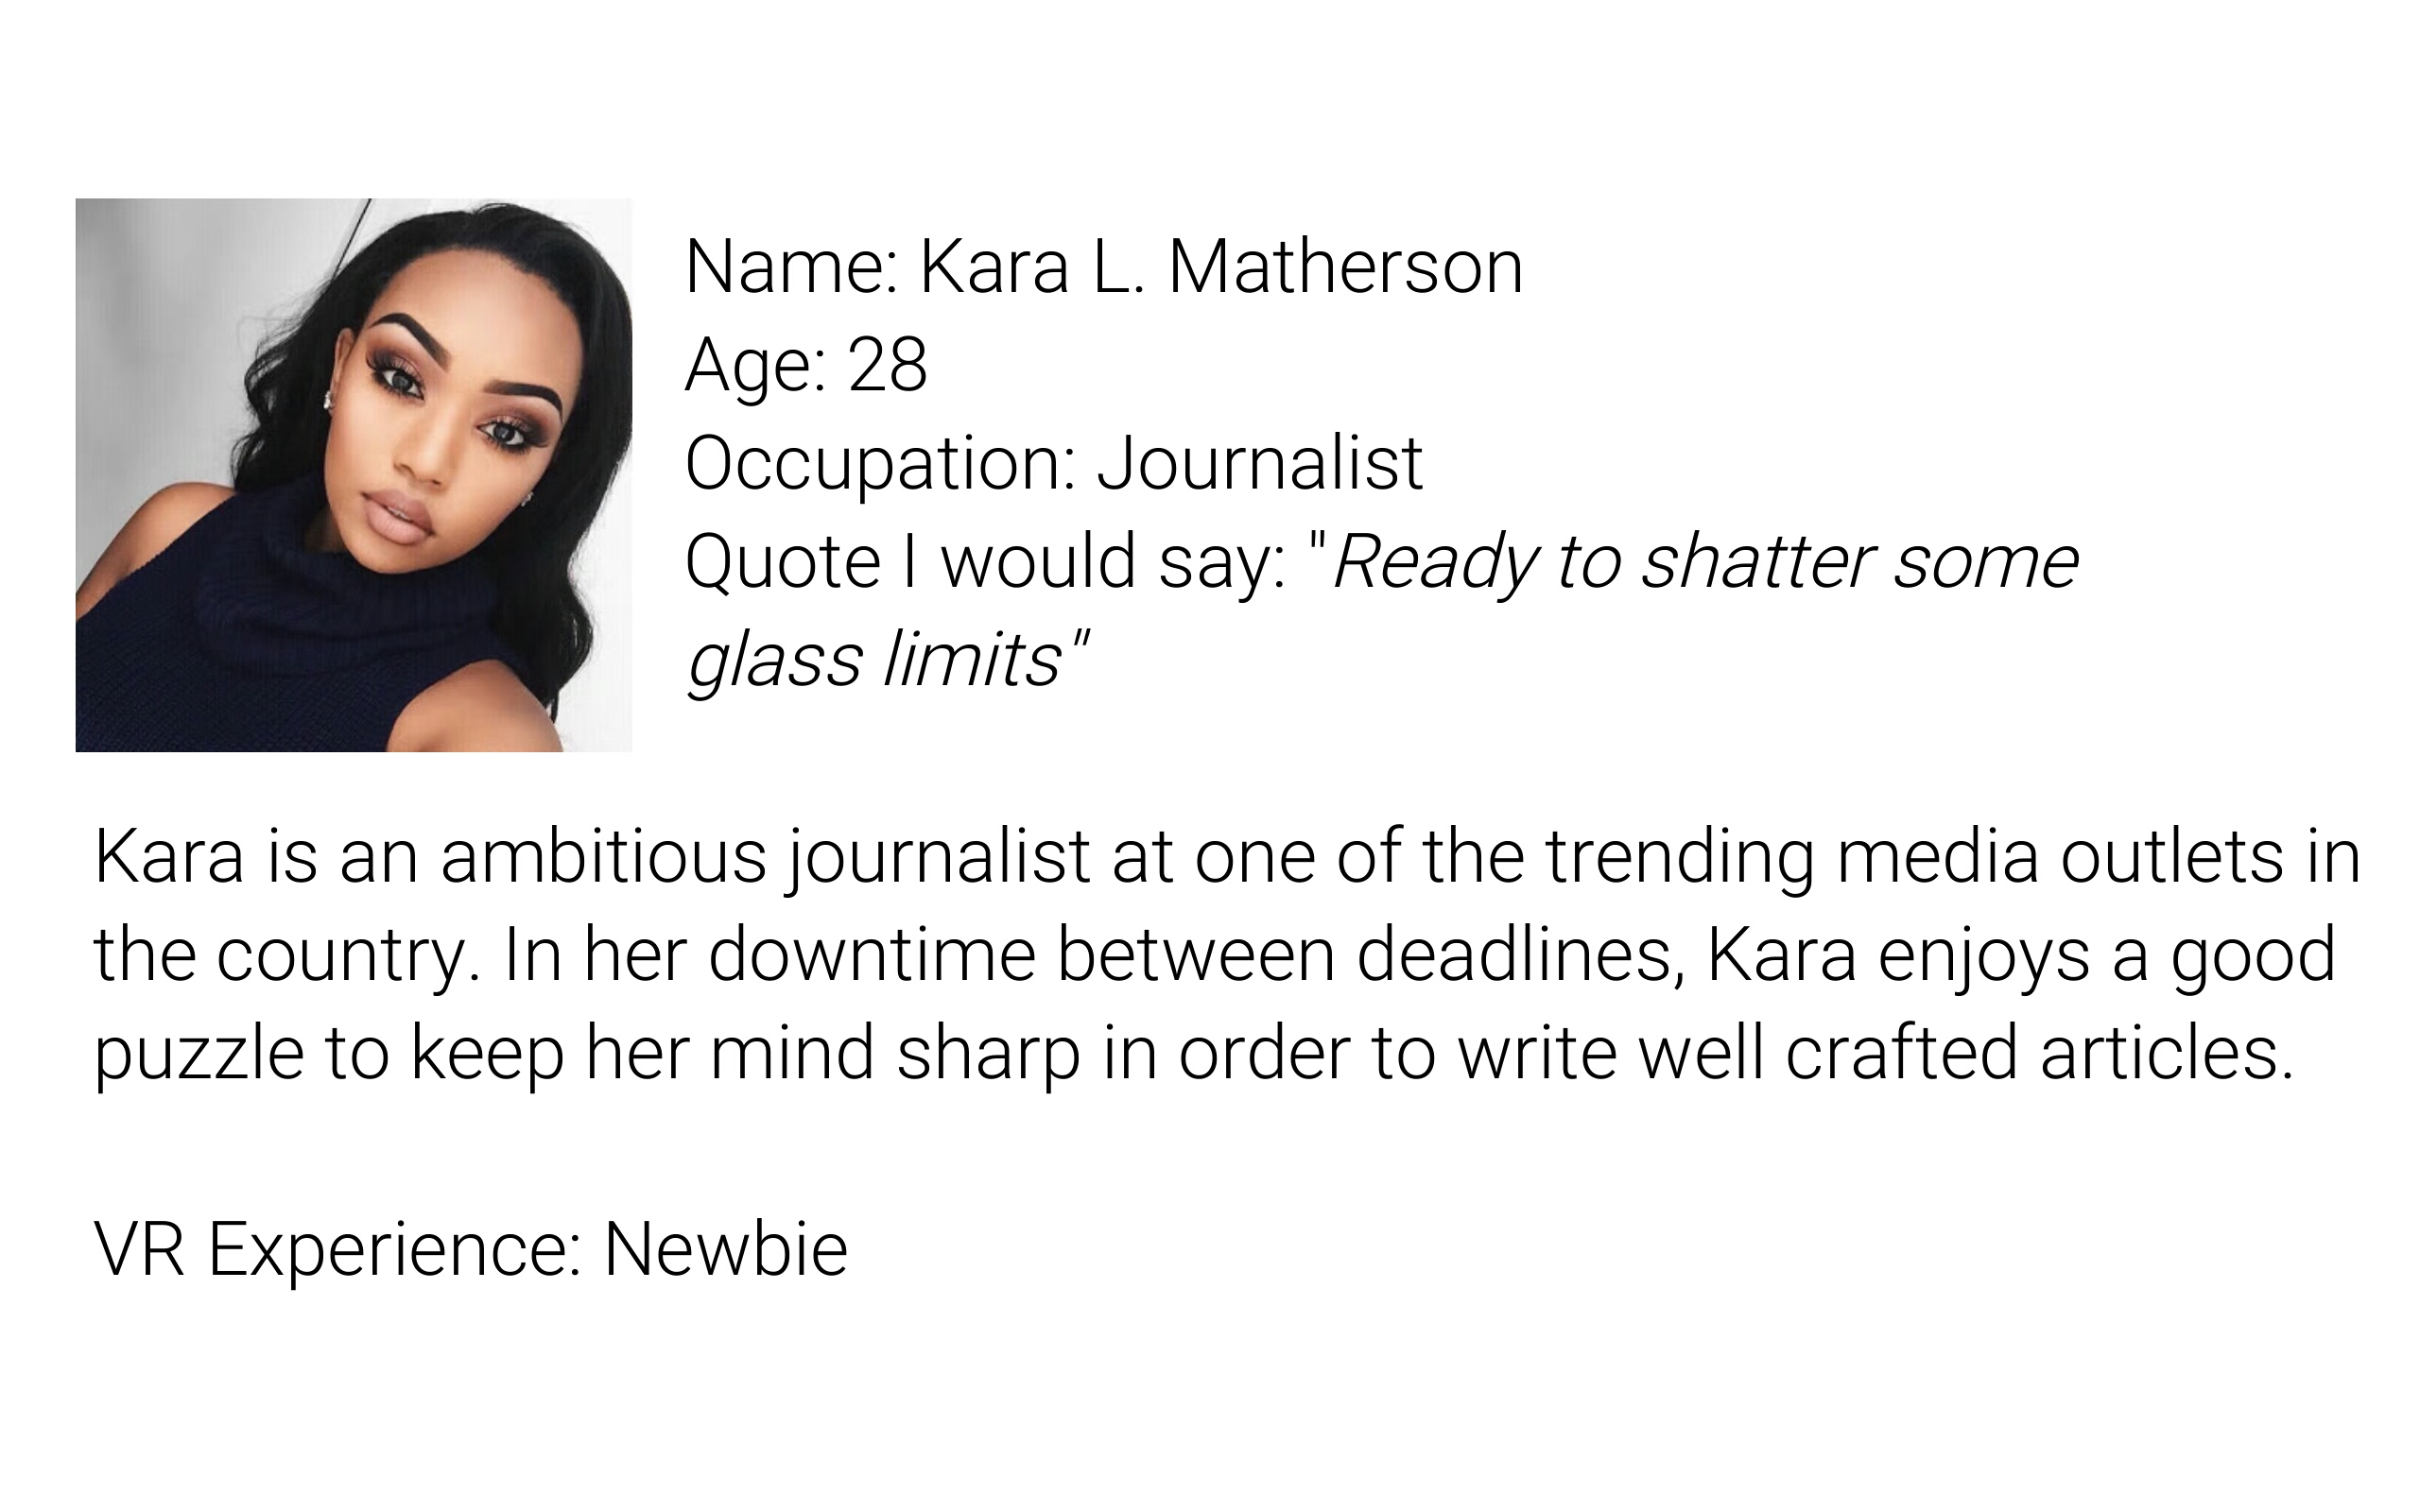 Name: Kara L. Matherson
Age: 28
Occupation: Journalist
Quote I would say: "Ready to shatter some
glass limits"
Kara is an ambitious journalist at one of the trending media outlets in
the country. In her downtime between deadlines, Kara enjoys a good
puzzle to keep her mind sharp in order to write well crafted articles.
VR Experience: Newbie